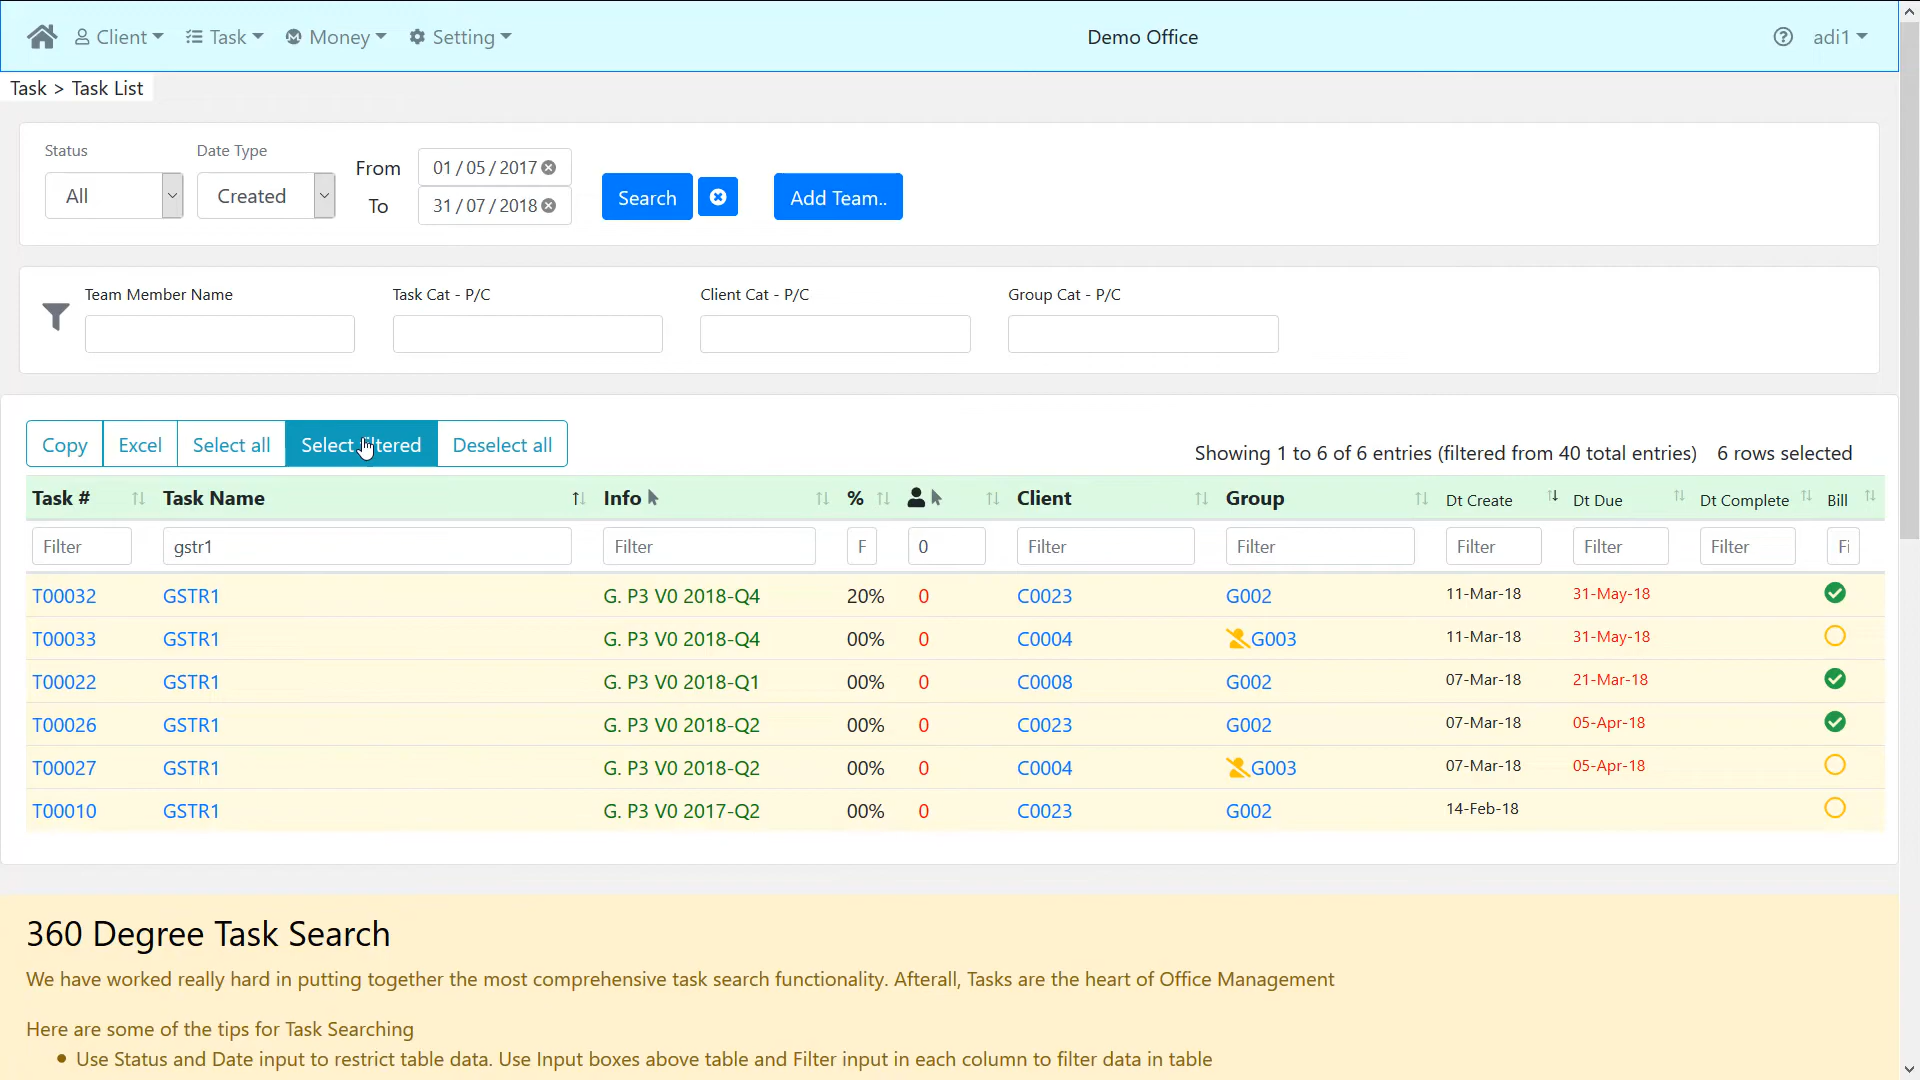 Client Task Money Setting Demo Office adi1
Task > Task List
Status Date Type
From 01 / 05 / 2017
All Created Search Add Team..
To 31 / 07 / 2018
Team Member Name Task Cat - P/C Client Cat - P/C Group Cat - P/C
Copy Excel Select all Select filtered Deselect all Showing 1 to 6 of 6 entries (filtered from 40 total entries) 6 rows selected
Task # Task Name Info % Client Group Dt Create Dt Due Dt Complete Bill
Filter gstr1 Filter F 0 Filter Filter Filter Filter Filter Fi
T00032 GSTR1 G. P3 V0 2018-Q4 20% 0 C0023 G002 11-Mar-18 31-May-18
T00033 GSTR1 G. P3 V0 2018-Q4 00% 0 C0004 G003 11-Mar-18 31-May-18
T00022 GSTR1 G. P3 V0 2018-Q1 00% 0 C0008 G002 07-Mar-18 21-Mar-18
T00026 GSTR1 G. P3 V0 2018-Q2 00% 0 C0023 G002 07-Mar-18 05-Apr-18
T00027 GSTR1 G. P3 V0 2018-Q2 00% 0 C0004 G003 07-Mar-18 05-Apr-18
T00010 GSTR1 G. P3 V0 2017-Q2 00% 0 C0023 G002 14-Feb-18
360 Degree Task Search
We have worked really hard in putting together the most comprehensive task search functionality. Afterall, Tasks are the heart of Office Management
Here are some of the tips for Task Searching
• Use Status and Date input to restrict table data. Use Input boxes above table and Filter input in each column to filter data in table